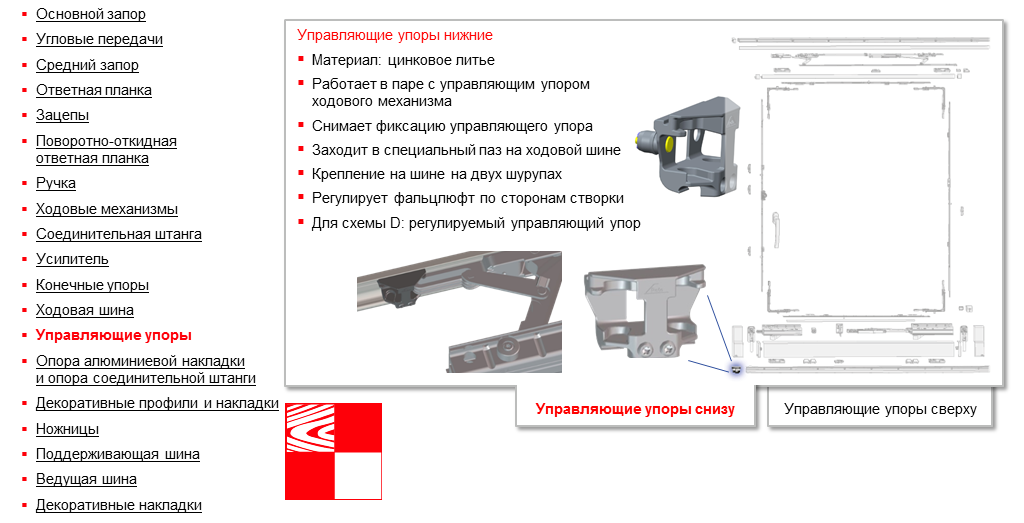 Основной запор
Угловые передачи
Средний запор
Ответная планка
Зацепы
Поворотно-откидная
ответная планка
Ручка
Ходовые механизмы
Соединительная штанга
Усилитель
Конечные упоры
Ходовая шина
Управляющие упоры
Опора алюминиевой накладки
и опора соединительной штанги
Декоративные профили и накладки
Ножницы
Поддерживающая шина
Ведущая шина
Декоративные накладки
Управляющие упоры нижние
Материал: цинковое литье
Работает в паре с управляющим упором
ходового механизма
Снимает фиксацию управляющего упора
Заходит в специальный паз на ходовой шине
Крепление на шине на двух шурупах
Регулирует фальцлюфт по сторонам створки
Для схемы D: регулируемый управляющий упор
Управляющие упоры снизу
Управляющие упоры сверху